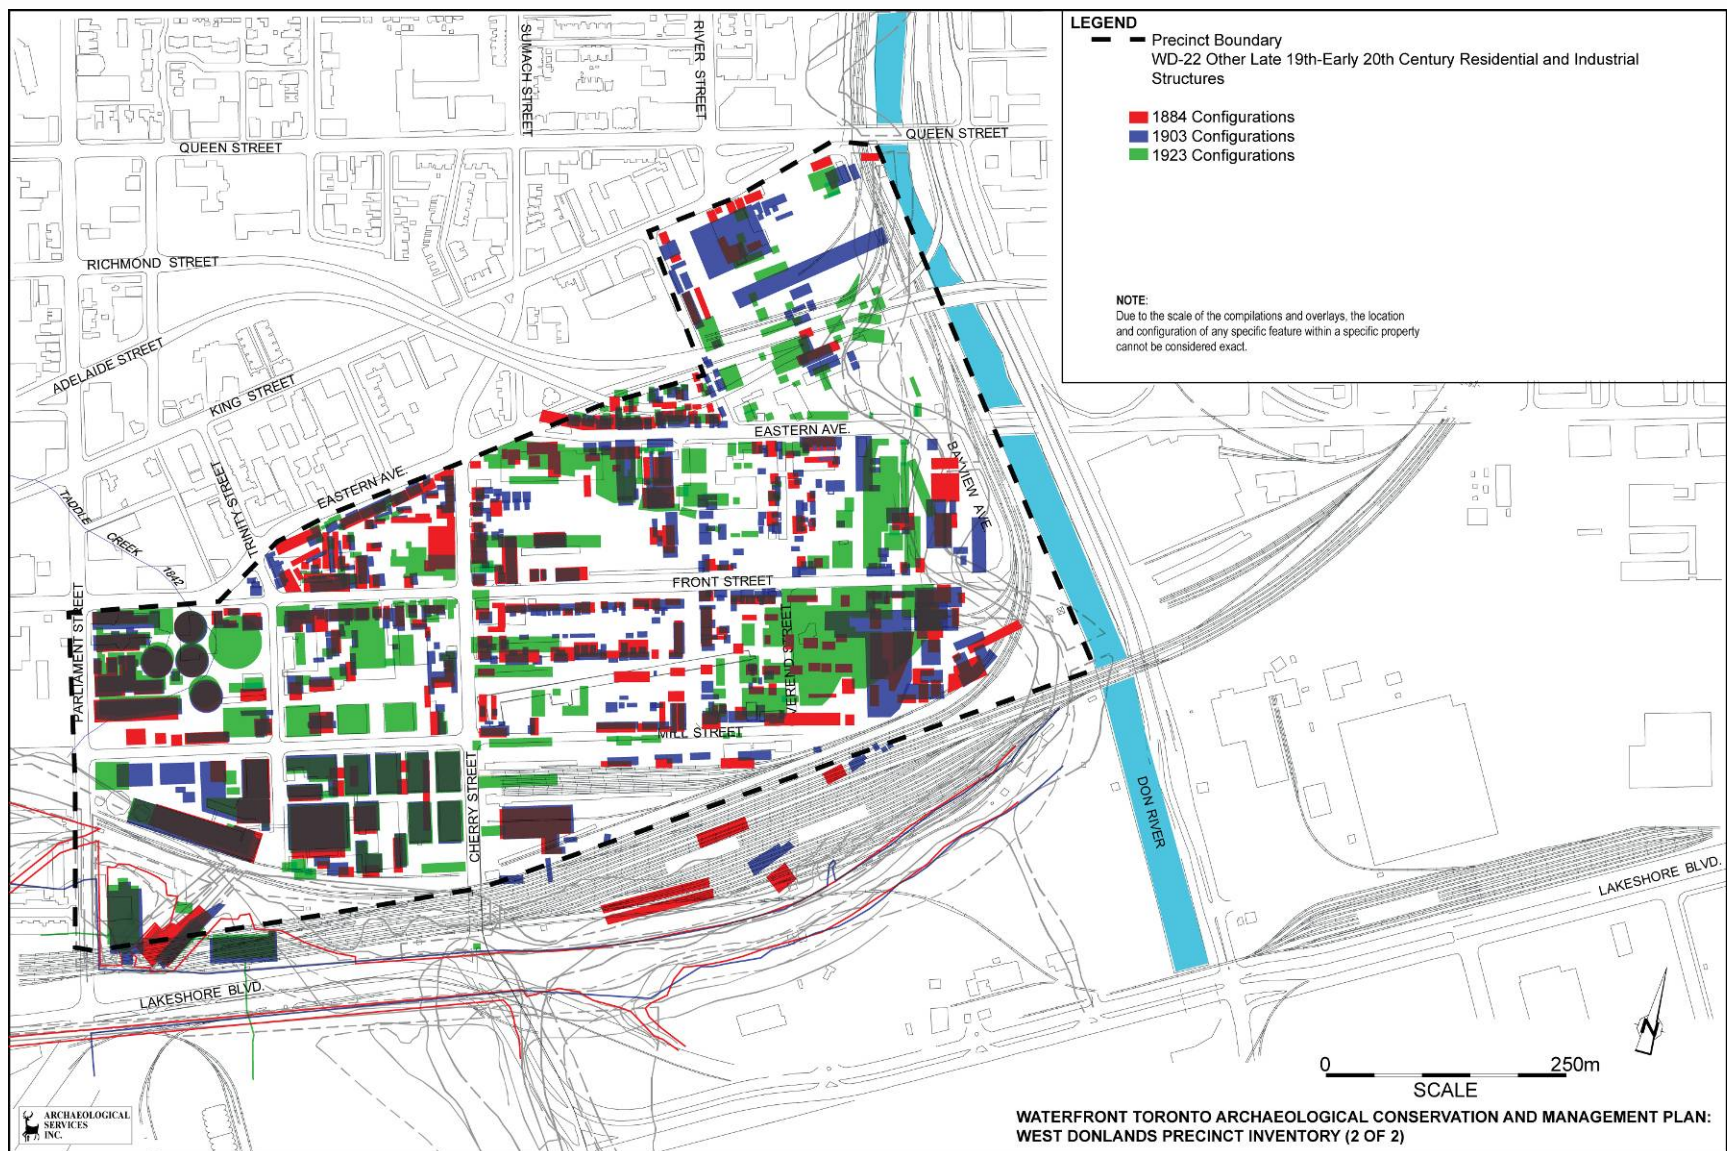 LEGEND
Precinct Boundary
WD-22 Other Late 19th-Early 20th Century Residential and Industrial
Structures
1884 Configurations
1903 Configurations
1923 Configurations
NOTE:
Due to the scale of the compilations and overlays, the location
and configuration of any specific feature within a specific property
cannot be considered exact.
SUMACH STREET
RIVER STREET
QUEEN STREET
QUEEN STREET
RICHMOND STREET
ADELAIDE STREET
KING STREET
EASTERN AVE.
EASTERN AVE.
BAYVIEW AVE
TRINITY STREET
TADDLE
CREEK
1842
FRONT STREET
PARLIAMENT STREET
MILL STREET
CHERRY STREET
DON RIVER
LAKESHORE BLVD.
LAKESHORE BLVD.
N
0 250m
SCALE
WATERFRONT TORONTO ARCHAEOLOGICAL CONSERVATION AND MANAGEMENT PLAN:
WEST DONLANDS PRECINCT INVENTORY (2 OF 2)
ARCHAEOLOGICAL
SERVICES
INC.